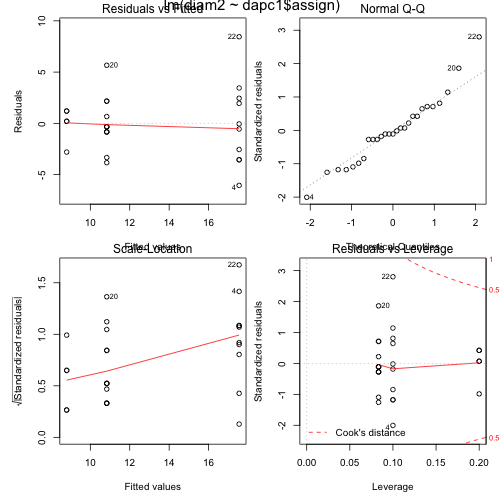 lm(diam2 ~ dapc1$assign)
Residuals vs Fitted
Residuals
10
5
0
-5
22
20
4
10 12 14 16
Fitted values
Normal Q-Q
Standardized residuals
3
2
1
0
-1
-2
22
20
4
-2 -1 0 1 2
Theoretical Quantiles
Scale-Location
√|Standardized residuals|
1.5
1.0
0.5
0.0
22
4
20
10 12 14 16
Fitted values
Residuals vs Leverage
Standardized residuals
3
2
1
0
-1
-2
22
20
4
1
0.5
0.5
Cook's distance
0.00 0.05 0.10 0.15 0.20
Leverage